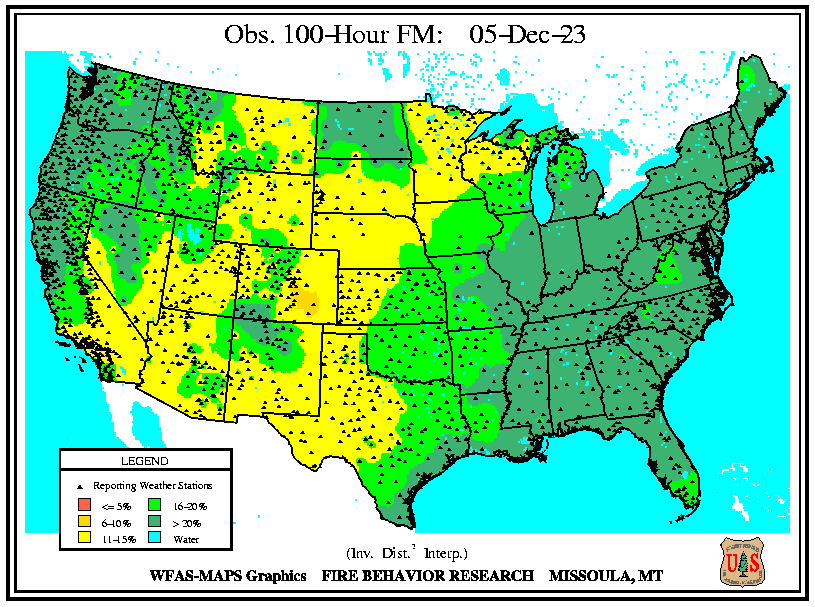 Obs. 100-Hour FM: 05-Dec-23
LEGEND
Reporting Weather Stations
<= 5% 16-20%
6-10% > 20%
11-15% Water
(Inv. Dist.² Interp.)
WFAS-MAPS Graphics FIRE BEHAVIOR RESEARCH MISSOULA, MT
U S